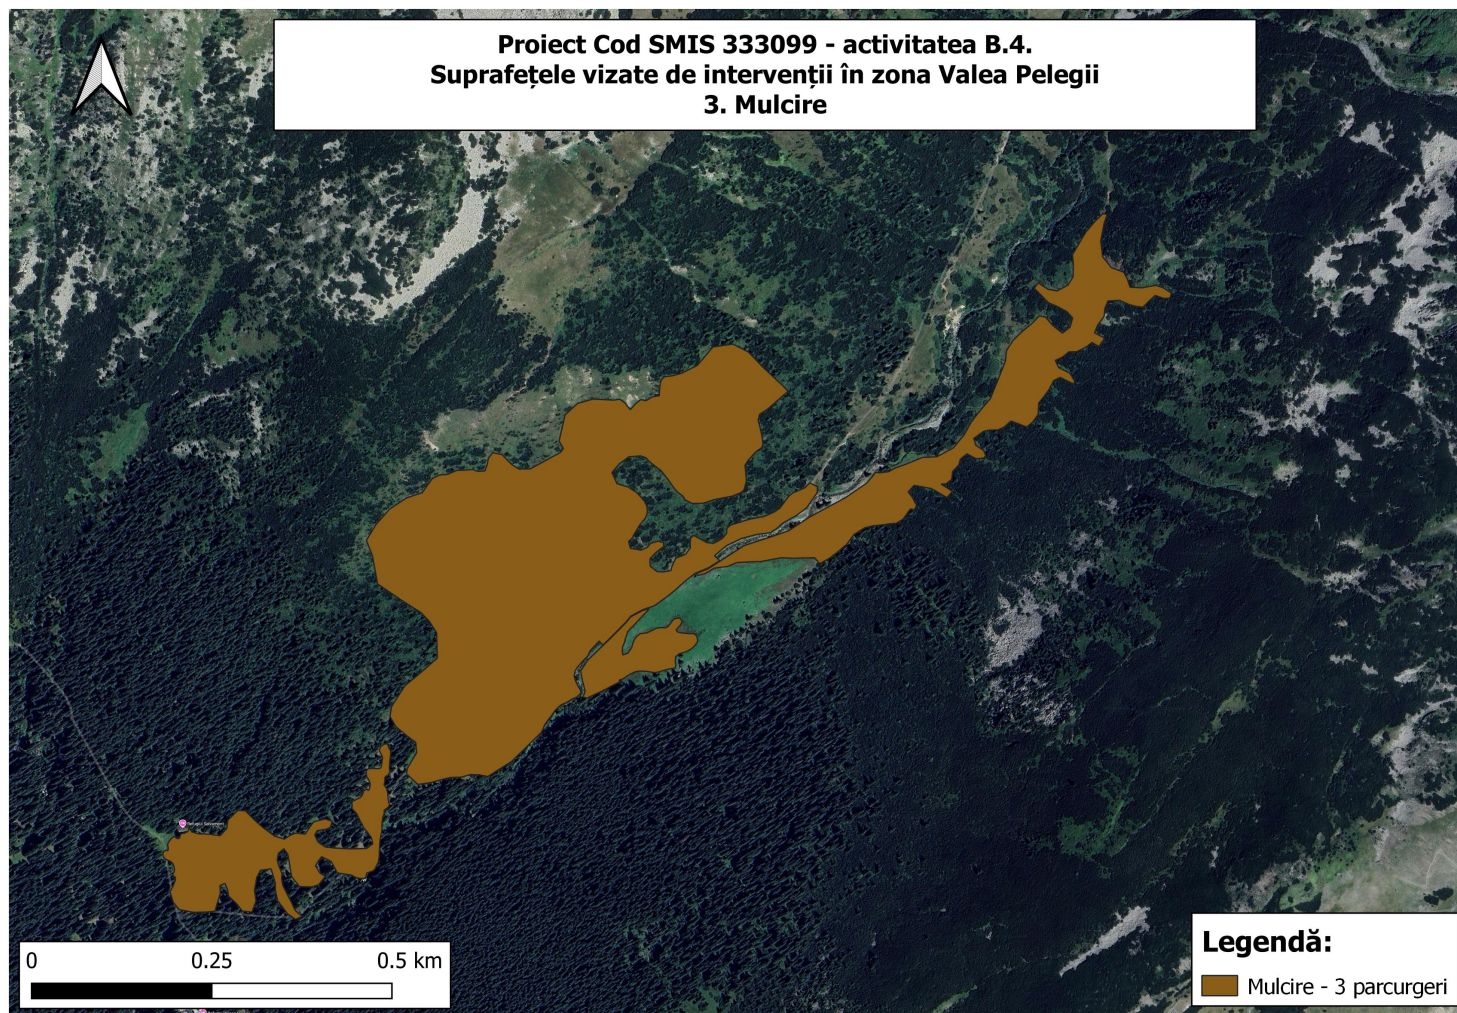 Proiect Cod SMIS 333099 - activitatea B.4.
Suprafețele vizate de intervenții în zona Valea Pelegii
3. Mulcire
0 0.25 0.5 km
Legendă:
Mulcire - 3 parcurgeri